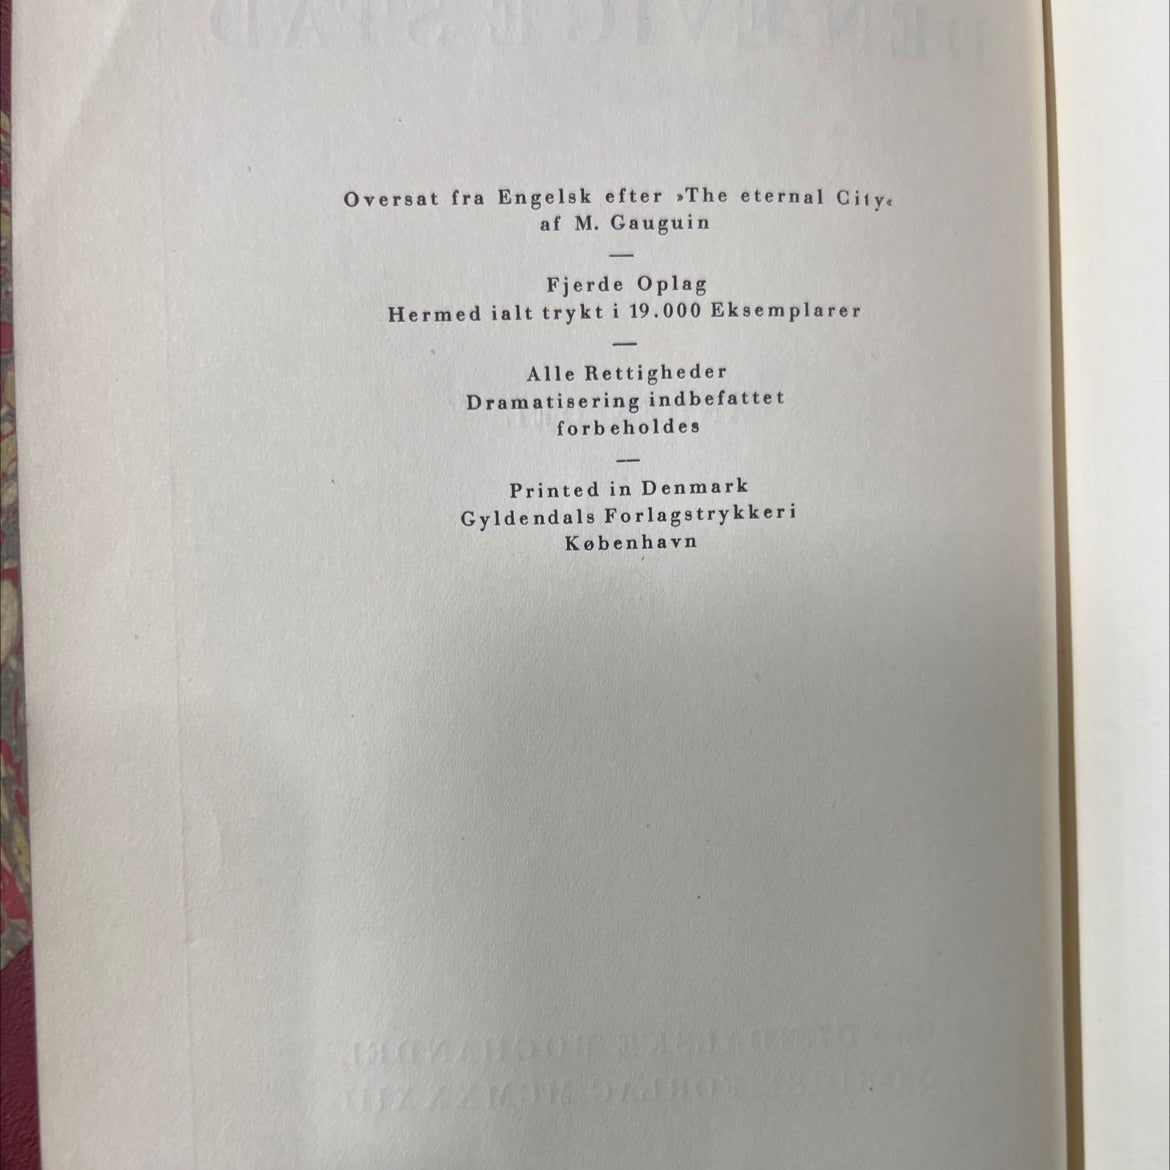 Oversat fra Engelsk efter »The eternal City«
af M. Gauguin
Fjerde Oplag
Hermed ialt trykt i 19.000 Eksemplarer
Alle Rettigheder
Dramatisering indbefattet
forbeholdes
Printed in Denmark
Gyldendals Forlagstrykkeri
København